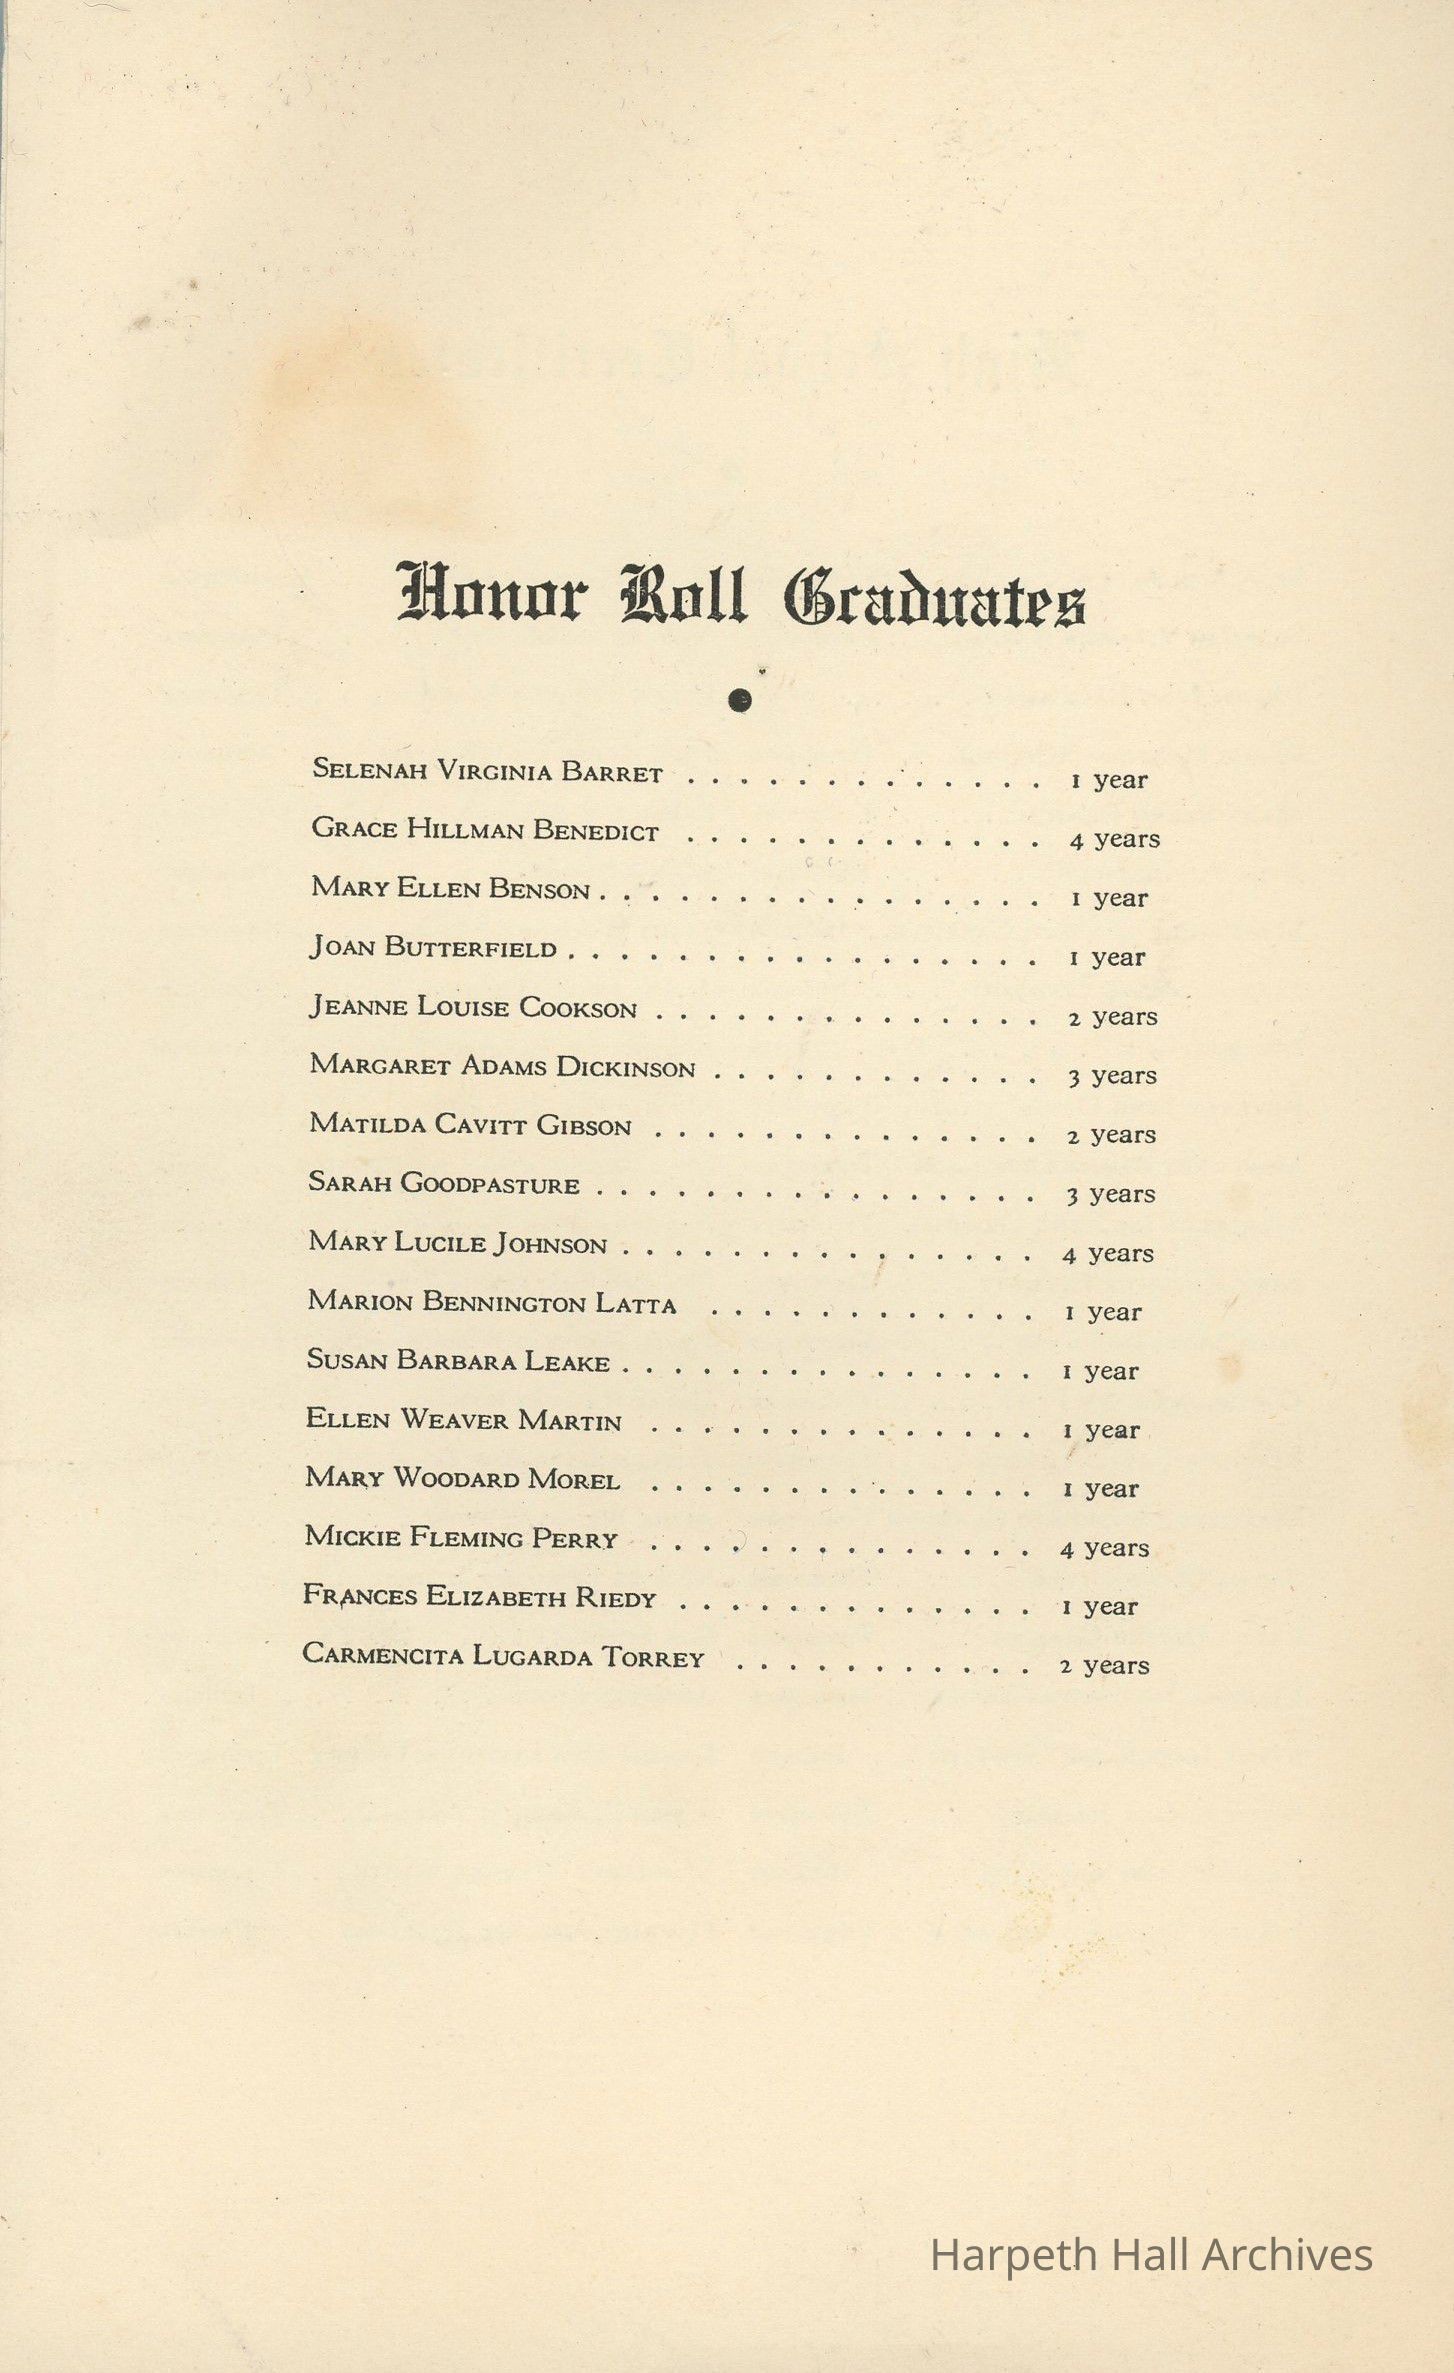 Honor Roll Graduates
Selenah Virginia Barret . . . . . . . . . . . . . 1 year
Grace Hillman Benedict . . . . . . . . . . . . . 4 years
Mary Ellen Benson . . . . . . . . . . . . . . . . 1 year
Joan Butterfield . . . . . . . . . . . . . . . . . 1 year
Jeanne Louise Cookson . . . . . . . . . . . . . . 2 years
Margaret Adams Dickinson . . . . . . . . . . . . 3 years
Matilda Cavitt Gibson . . . . . . . . . . . . . . 2 years
Sarah Goodpasture . . . . . . . . . . . . . . . . 3 years
Mary Lucile Johnson . . . . . . . . . . . . . . . 4 years
Marion Bennington Latta . . . . . . . . . . . . 1 year
Susan Barbara Leake . . . . . . . . . . . . . . . 1 year
Ellen Weaver Martin . . . . . . . . . . . . . . 1 year
Mary Woodard Morel . . . . . . . . . . . . . . 1 year
Mickie Fleming Perry . . . . . . . . . . . . . . 4 years
Frances Elizabeth Riedy . . . . . . . . . . . . . 1 year
Carmencita Lugarda Torrey . . . . . . . . . . . 2 years
Harpeth Hall Archives